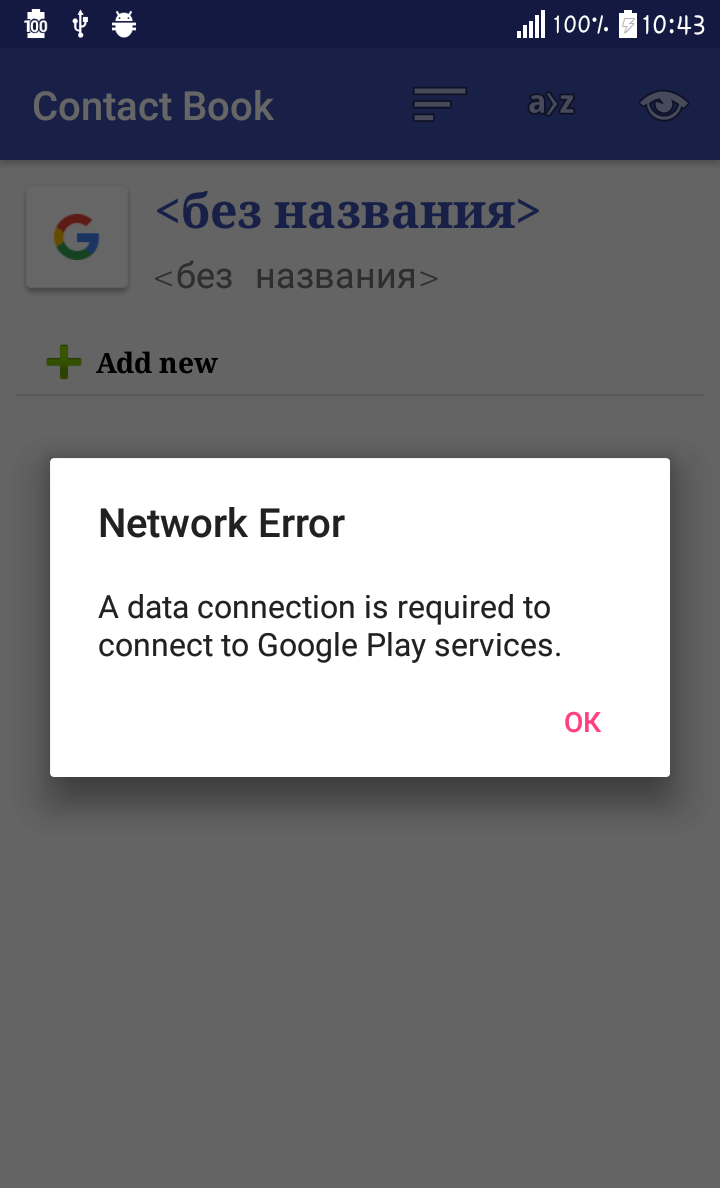 100 100% 10:43
Contact Book a>z
<без названия>
<без названия>
Add new
Network Error
A data connection is required to
connect to Google Play services.
OK